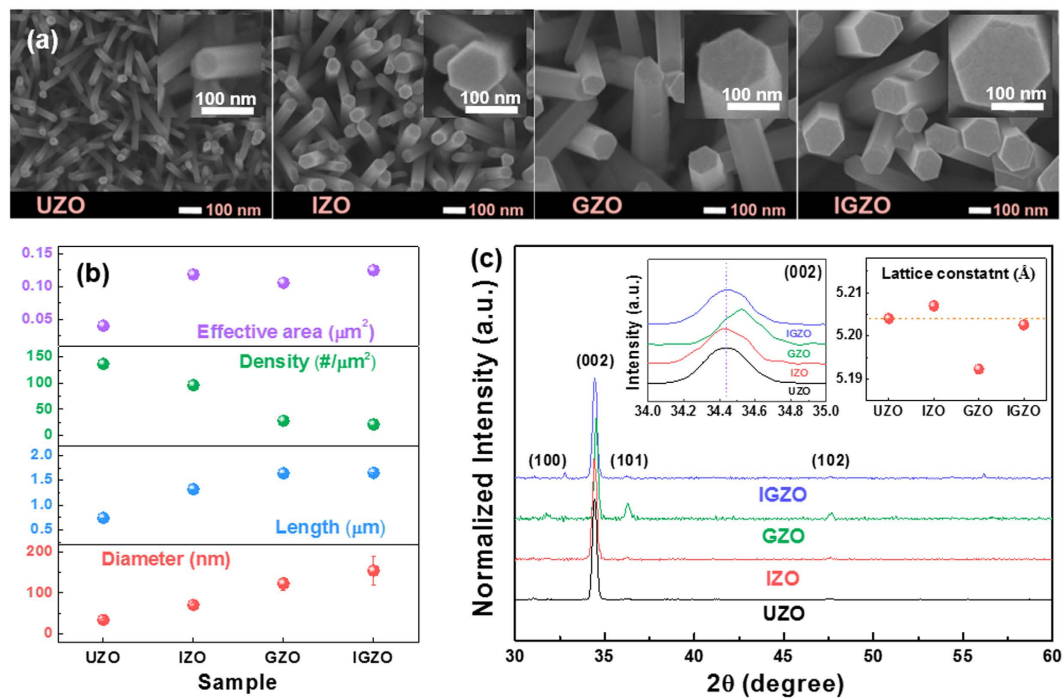 (a)
100 nm
100 nm
100 nm
100 nm
UZO
100 nm
IZO
100 nm
GZO
100 nm
IGZO
100 nm
(b)
0.15
0.10
0.05
Effective area (μm²)
150
100
50
0
Density (#/μm²)
2.0
1.5
1.0
0.5
Length (μm)
200
100
0
Diameter (nm)
UZO IZO GZO IGZO
Sample
(c)
Normalized Intensity (a.u.)
(100)
(002)
(101)
(102)
IGZO
GZO
IZO
UZO
30 35 40 45 50 55 60
2θ (degree)
Intensity (a.u.)
(002)
IGZO
GZO
IZO
UZO
34.0 34.2 34.4 34.6 34.8 35.0
Lattice constatnt (Å)
5.21
5.20
5.19
UZO IZO GZO IGZO